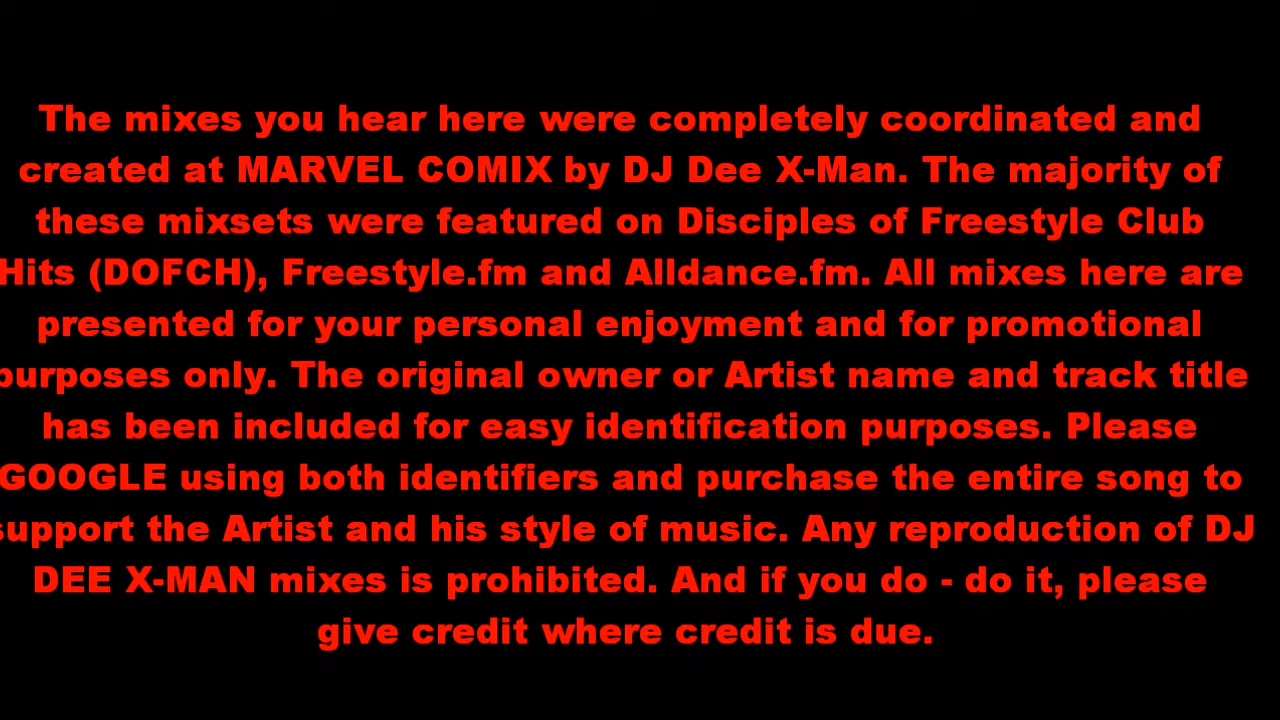 The mixes you hear here were completely coordinated and
created at MARVEL COMIX by DJ Dee X-Man. The majority of
these mixsets were featured on Disciples of Freestyle Club
Hits (DOFCH), Freestyle.fm and Alldance.fm. All mixes here are
presented for your personal enjoyment and for promotional
purposes only. The original owner or Artist name and track title
has been included for easy identification purposes. Please
GOOGLE using both identifiers and purchase the entire song to
support the Artist and his style of music. Any reproduction of DJ
DEE X-MAN mixes is prohibited. And if you do - do it, please
give credit where credit is due.